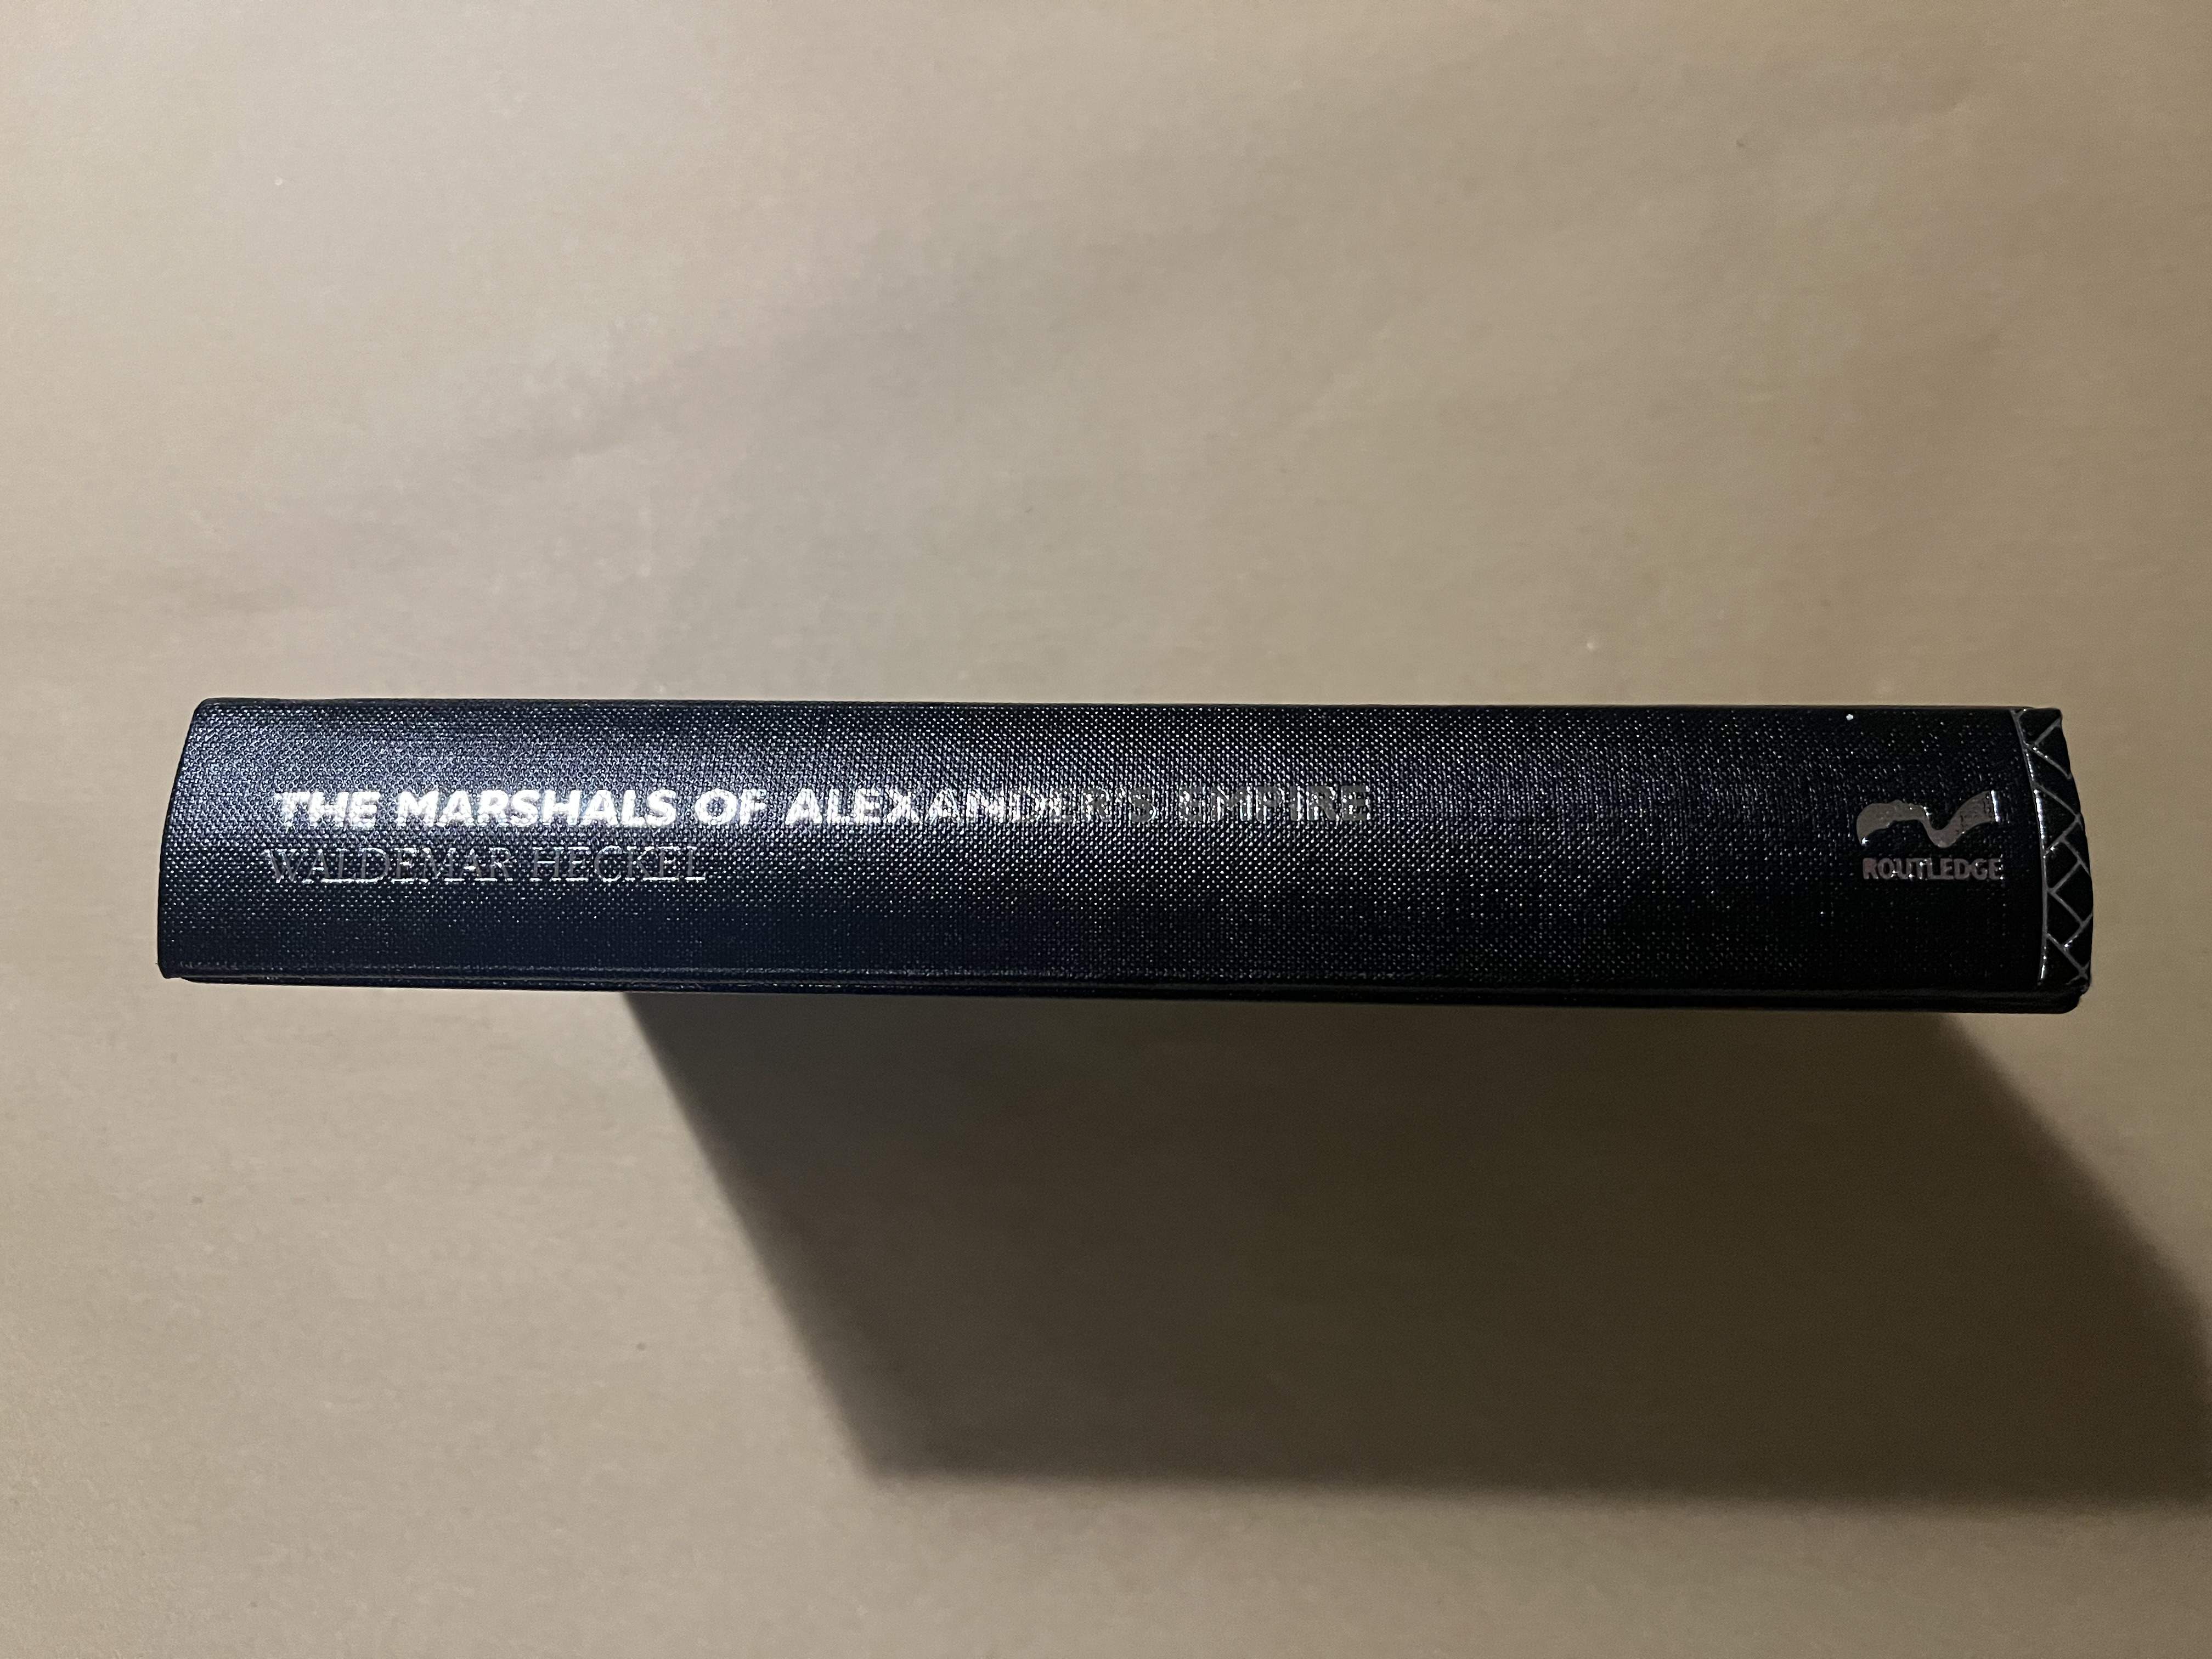 THE MARSHALS OF ALEXANDER'S EMPIRE
WALDEMAR HECKEL
ROUTLEDGE